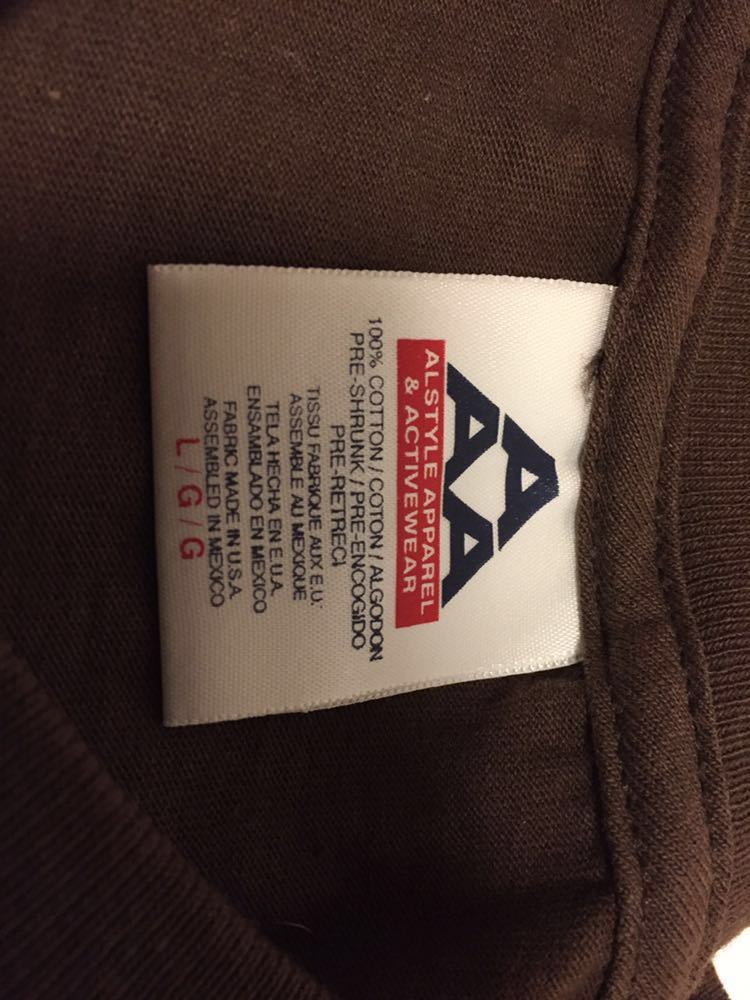 AAA
ALSTYLE APPAREL
& ACTIVEWEAR
100% COTTON / COTON / ALGODON
PRE-SHRUNK / PRE-ENCOGIDO
PRE-RETRECI
TISSU FABRIQUE AUX E.U.
ASSEMBLE AU MEXIQUE
TELA HECHA EN E.U.A.
ENSAMBLADO EN MEXICO
FABRIC MADE IN U.S.A.
ASSEMBLED IN MEXICO
L / G / G